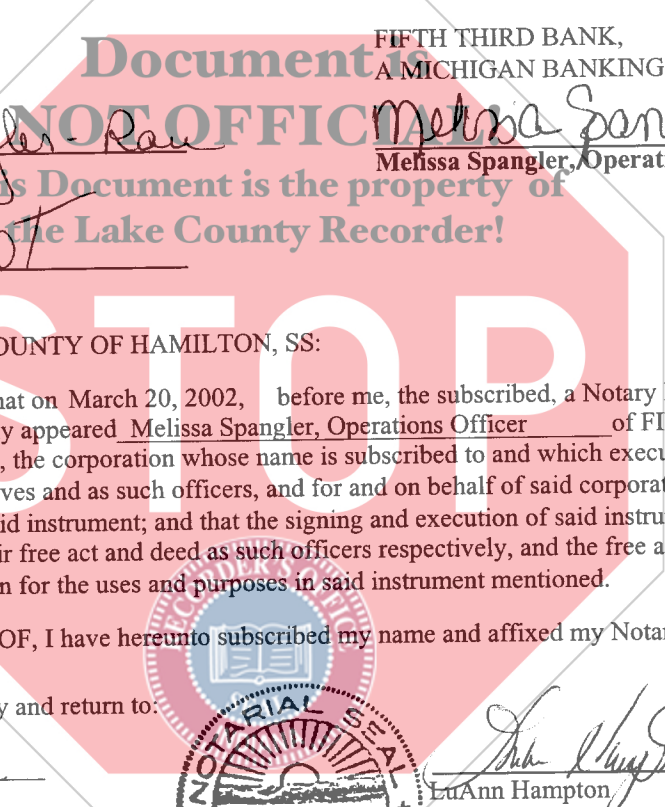 Document is
FIFTH THIRD BANK,
A MICHIGAN BANKING
NOT OFFICIAL!
Melissa Span
Rau
Melissa Spangler, Operati
is Document is the property of
the Lake County Recorder!
STOP
OUNTY OF HAMILTON, SS:
hat on March 20, 2002, before me, the subscribed, a Notary
y appeared Melissa Spangler, Operations Officer of FI
, the corporation whose name is subscribed to and which execu
ves and as such officers, and for and on behalf of said corporat
id instrument; and that the signing and execution of said instru
ir free act and deed as such officers respectively, and the free a
n for the uses and purposes in said instrument mentioned.
RECORDER'S OFFICE
OF, I have hereunto subscribed my name and affixed my Notar
y and return to:
NOTARIAL SEAL
LuAnn Hampton